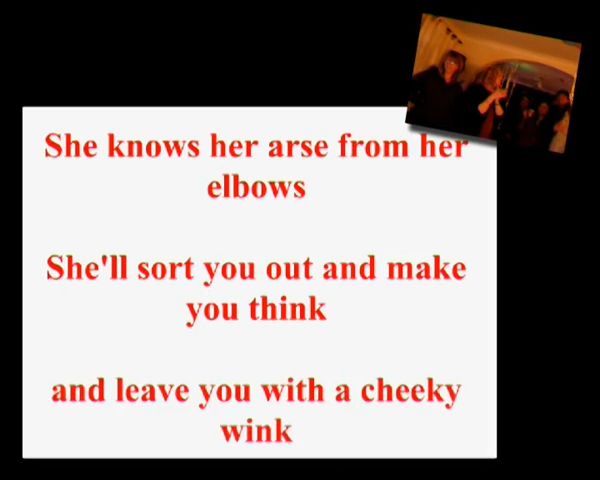 She knows her arse from her
elbows
She'll sort you out and make
you think
and leave you with a cheeky
wink